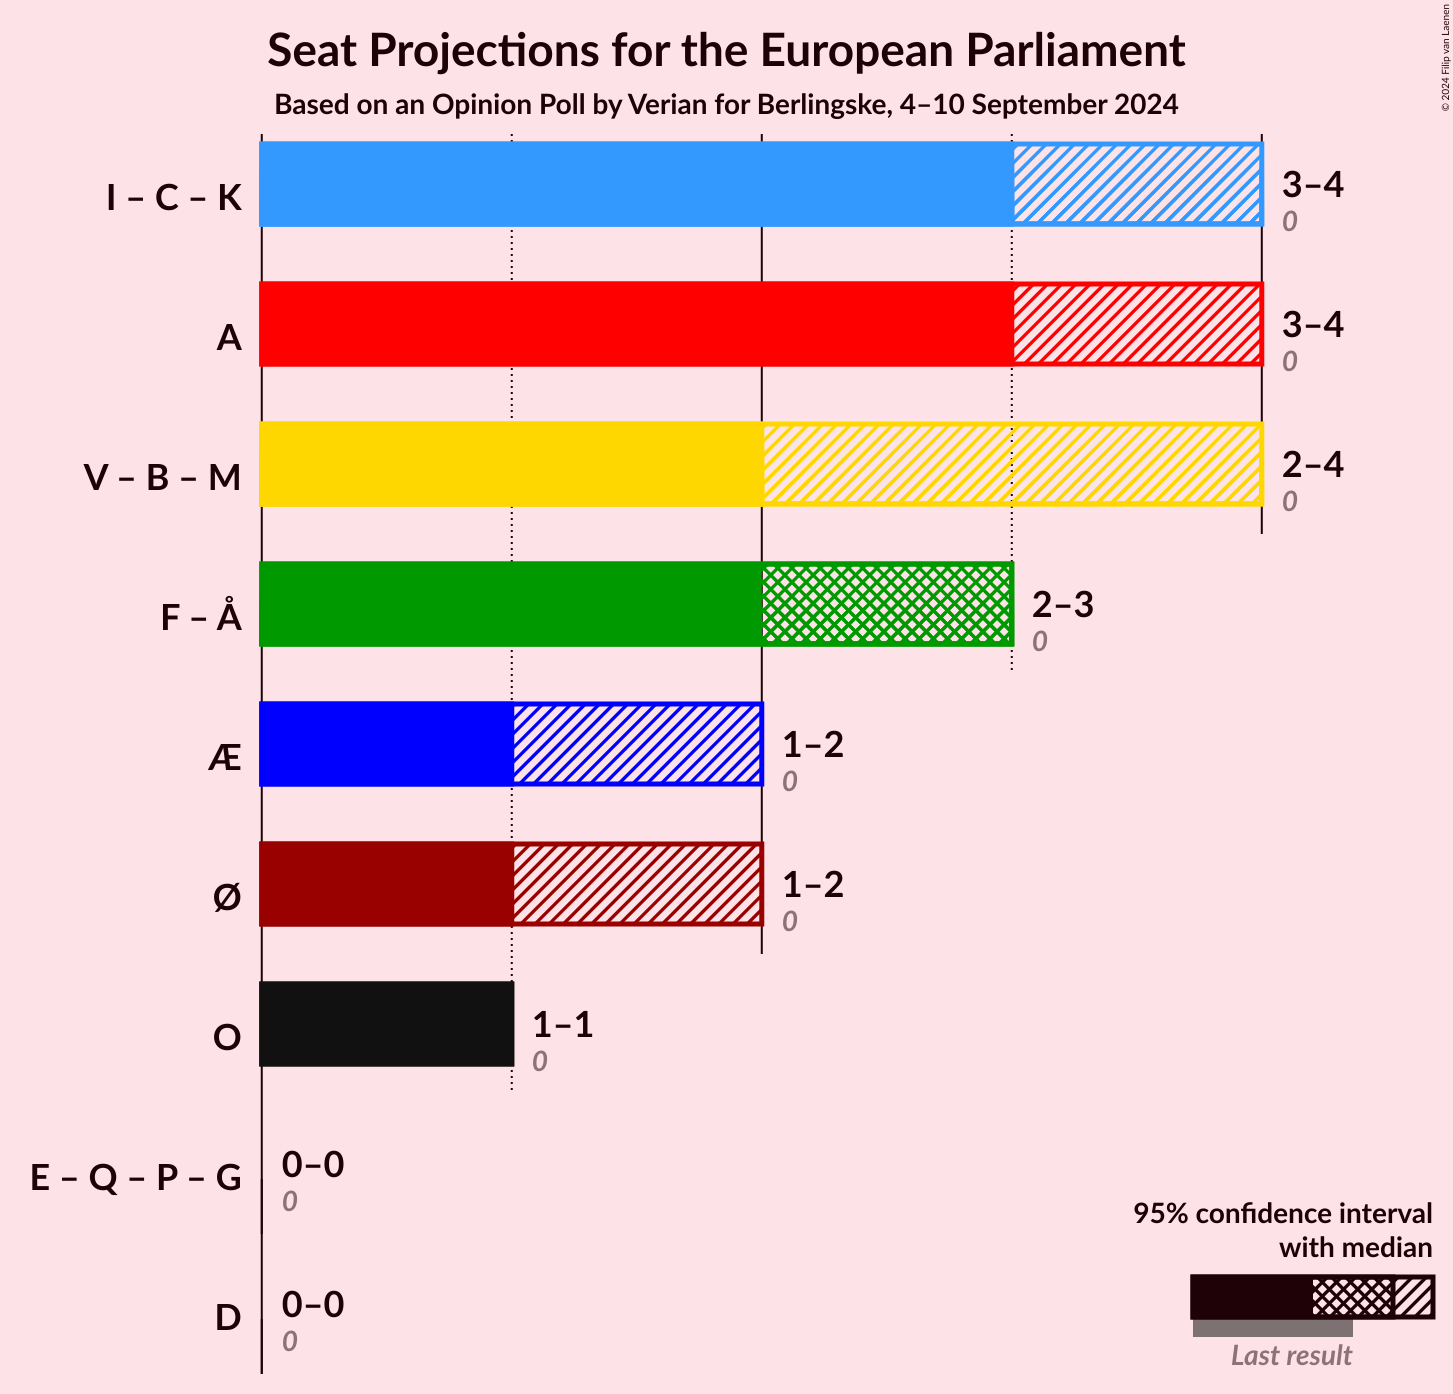 Seat Projections for the European Parliament
Based on an Opinion Poll by Verian for Berlingske, 4–10 September 2024
© 2024 Filip van Laenen
I – C – K
3–4
0
A
3–4
0
V – B – M
2–4
0
F – Å
2–3
0
Æ
1–2
0
Ø
1–2
0
O
1–1
0
E – Q – P – G
0–0
0
D
0–0
0
95% confidence interval
with median
Last result